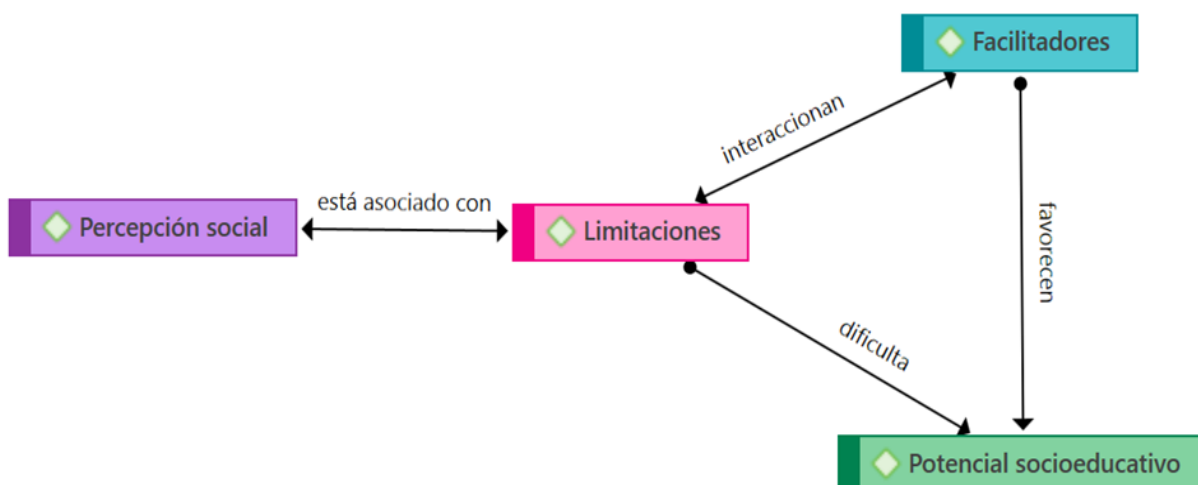 Facilitadores
interaccionan
está asociado con
Percepción social
Limitaciones
favorecen
dificulta
Potencial socioeducativo